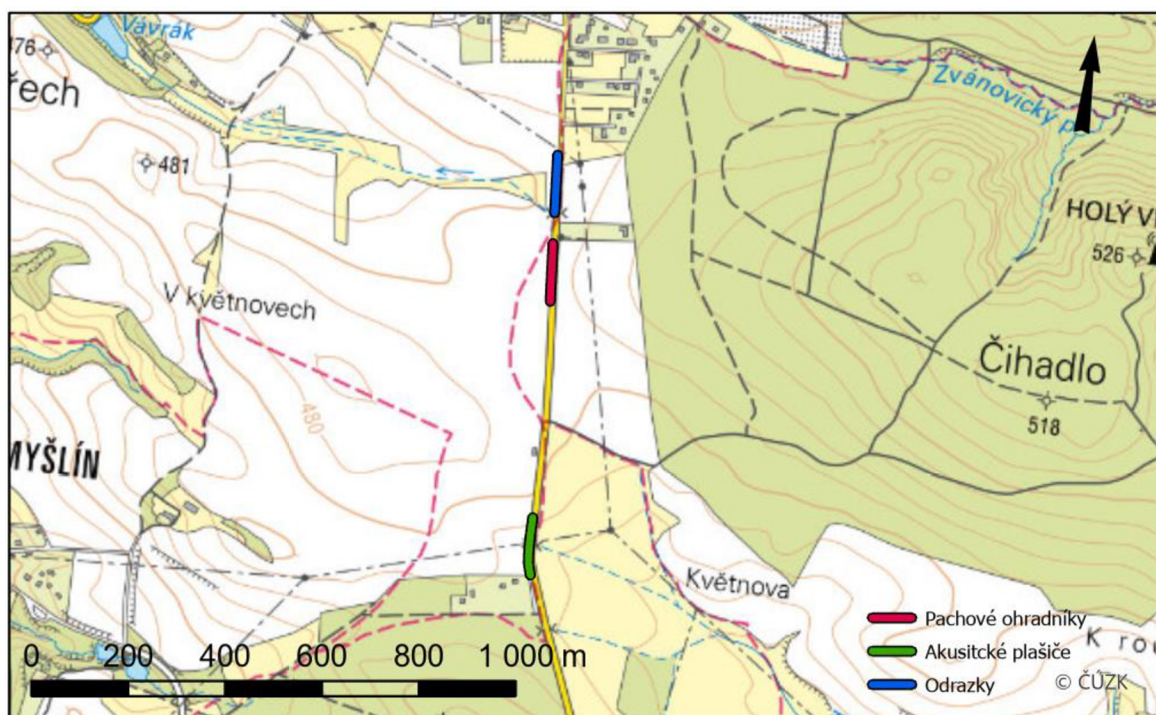 Vávrák
476
řech
481
Zvánovický p
HOLÝ V
526
V květnovech
480
Čihadlo
518
MYŠLÍN
Květnova
Pachové ohradníky
Akusitcké plašiče
Odrazky
K rou
© ČÚZK
0 200 400 600 800 1 000 m